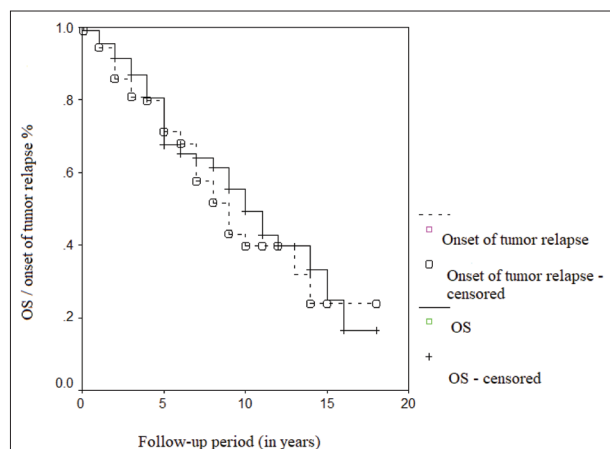 1.0
.8
.6
.4
.2
0.0
OS / onset of tumor relapse %
0
5
10
15
20
Follow-up period (in years)
Onset of tumor relapse
Onset of tumor relapse -
censored
OS
OS - censored